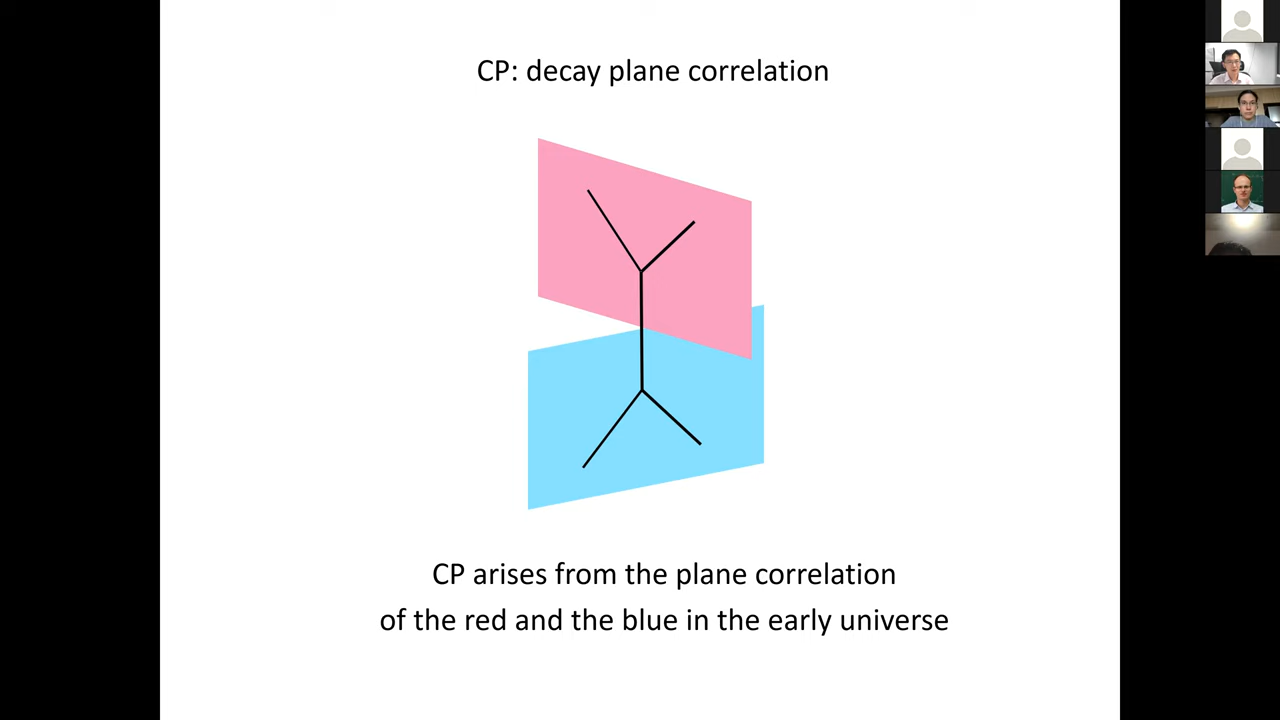 CP: decay plane correlation
CP arises from the plane correlation
of the red and the blue in the early universe